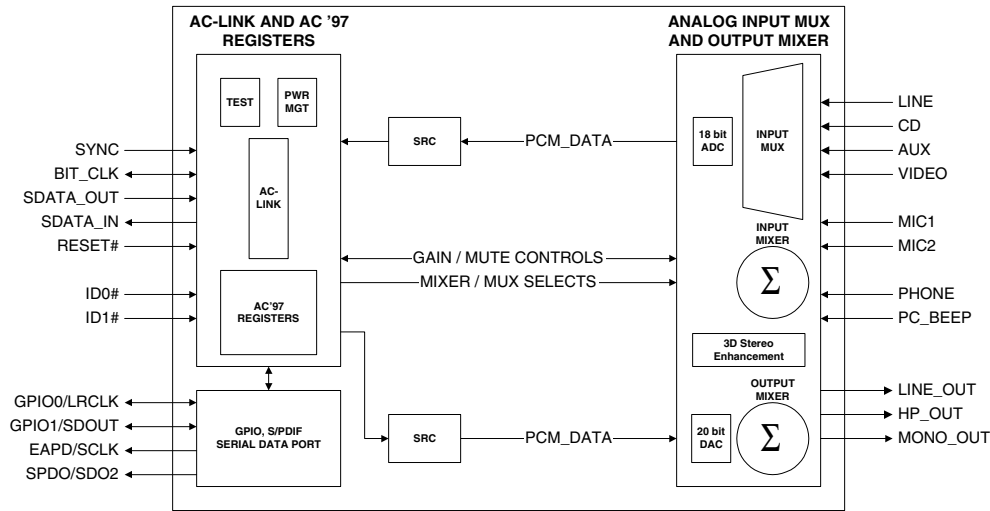 AC-LINK AND AC '97
REGISTERS
TEST
PWR
MGT
AC-
LINK
AC'97
REGISTERS
SYNC
BIT_CLK
SDATA_OUT
SDATA_IN
RESET#
ID0#
ID1#
GPIO0/LRCLK
GPIO1/SDOUT
EAPD/SCLK
SPDO/SDO2
GPIO, S/PDIF
SERIAL DATA PORT
SRC
PCM_DATA
GAIN / MUTE CONTROLS
MIXER / MUX SELECTS
SRC
PCM_DATA
ANALOG INPUT MUX
AND OUTPUT MIXER
18 bit
ADC
INPUT
MUX
INPUT
MIXER
Σ
3D Stereo
Enhancement
OUTPUT
MIXER
20 bit
DAC
Σ
LINE
CD
AUX
VIDEO
MIC1
MIC2
PHONE
PC_BEEP
LINE_OUT
HP_OUT
MONO_OUT